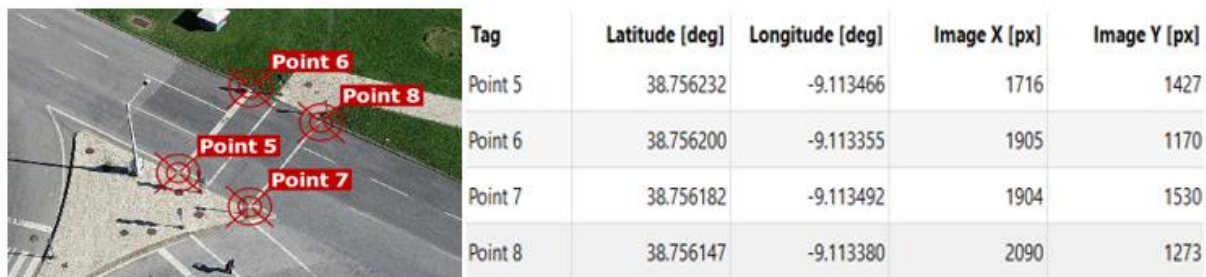 Point 6
Point 8
Point 5
Point 7
Tag Latitude [deg] Longitude [deg] Image X [px] Image Y [px]
Point 5 38.756232 -9.113466 1716 1427
Point 6 38.756200 -9.113355 1905 1170
Point 7 38.756182 -9.113492 1904 1530
Point 8 38.756147 -9.113380 2090 1273